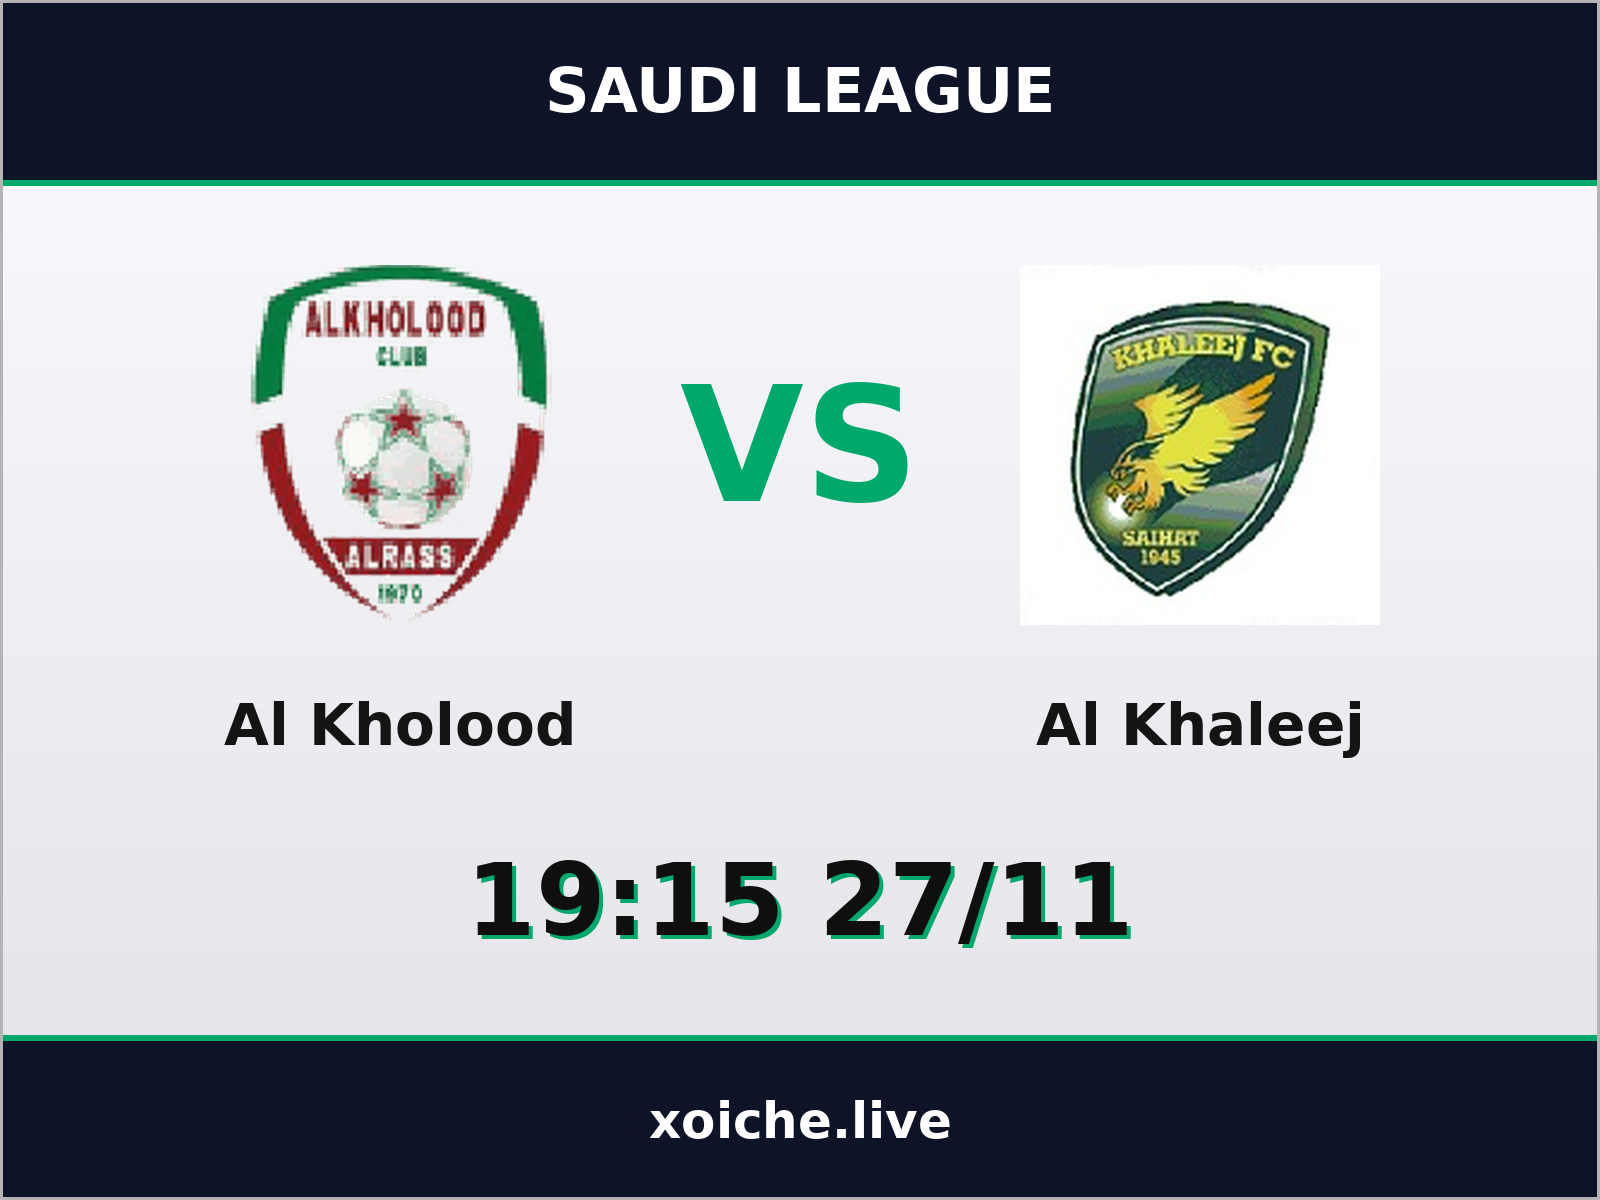 SAUDI LEAGUE
ALKHOLOOD
CLUB
ALRASS
1970
VS
KHALEEJ FC
SAIHAT
1945
Al Kholood
Al Khaleej
19:15 27/11
xoiche.live